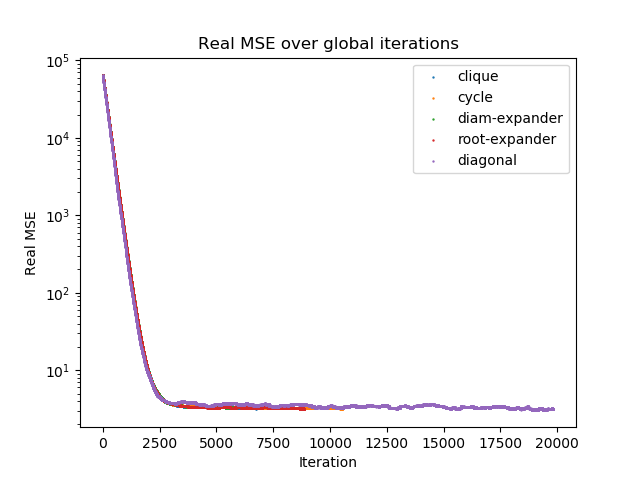 Real MSE over global iterations
10^5
10^4
10^3
10^2
10^1
Real MSE
clique
cycle
diam-expander
root-expander
diagonal
0 2500 5000 7500 10000 12500 15000 17500 20000
Iteration